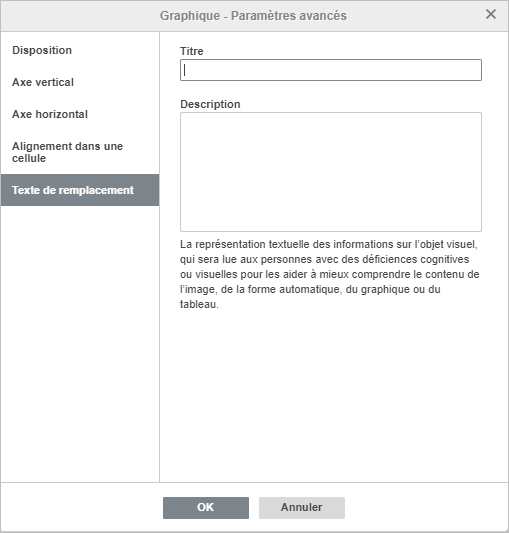 Graphique - Paramètres avancés
Disposition
Axe vertical
Axe horizontal
Alignement dans une
cellule
Texte de remplacement
Titre
Description
La représentation textuelle des informations sur l'objet visuel,
qui sera lue aux personnes avec des déficiences cognitives
ou visuelles pour les aider à mieux comprendre le contenu de
l'image, de la forme automatique, du graphique ou du
tableau.
OK
Annuler